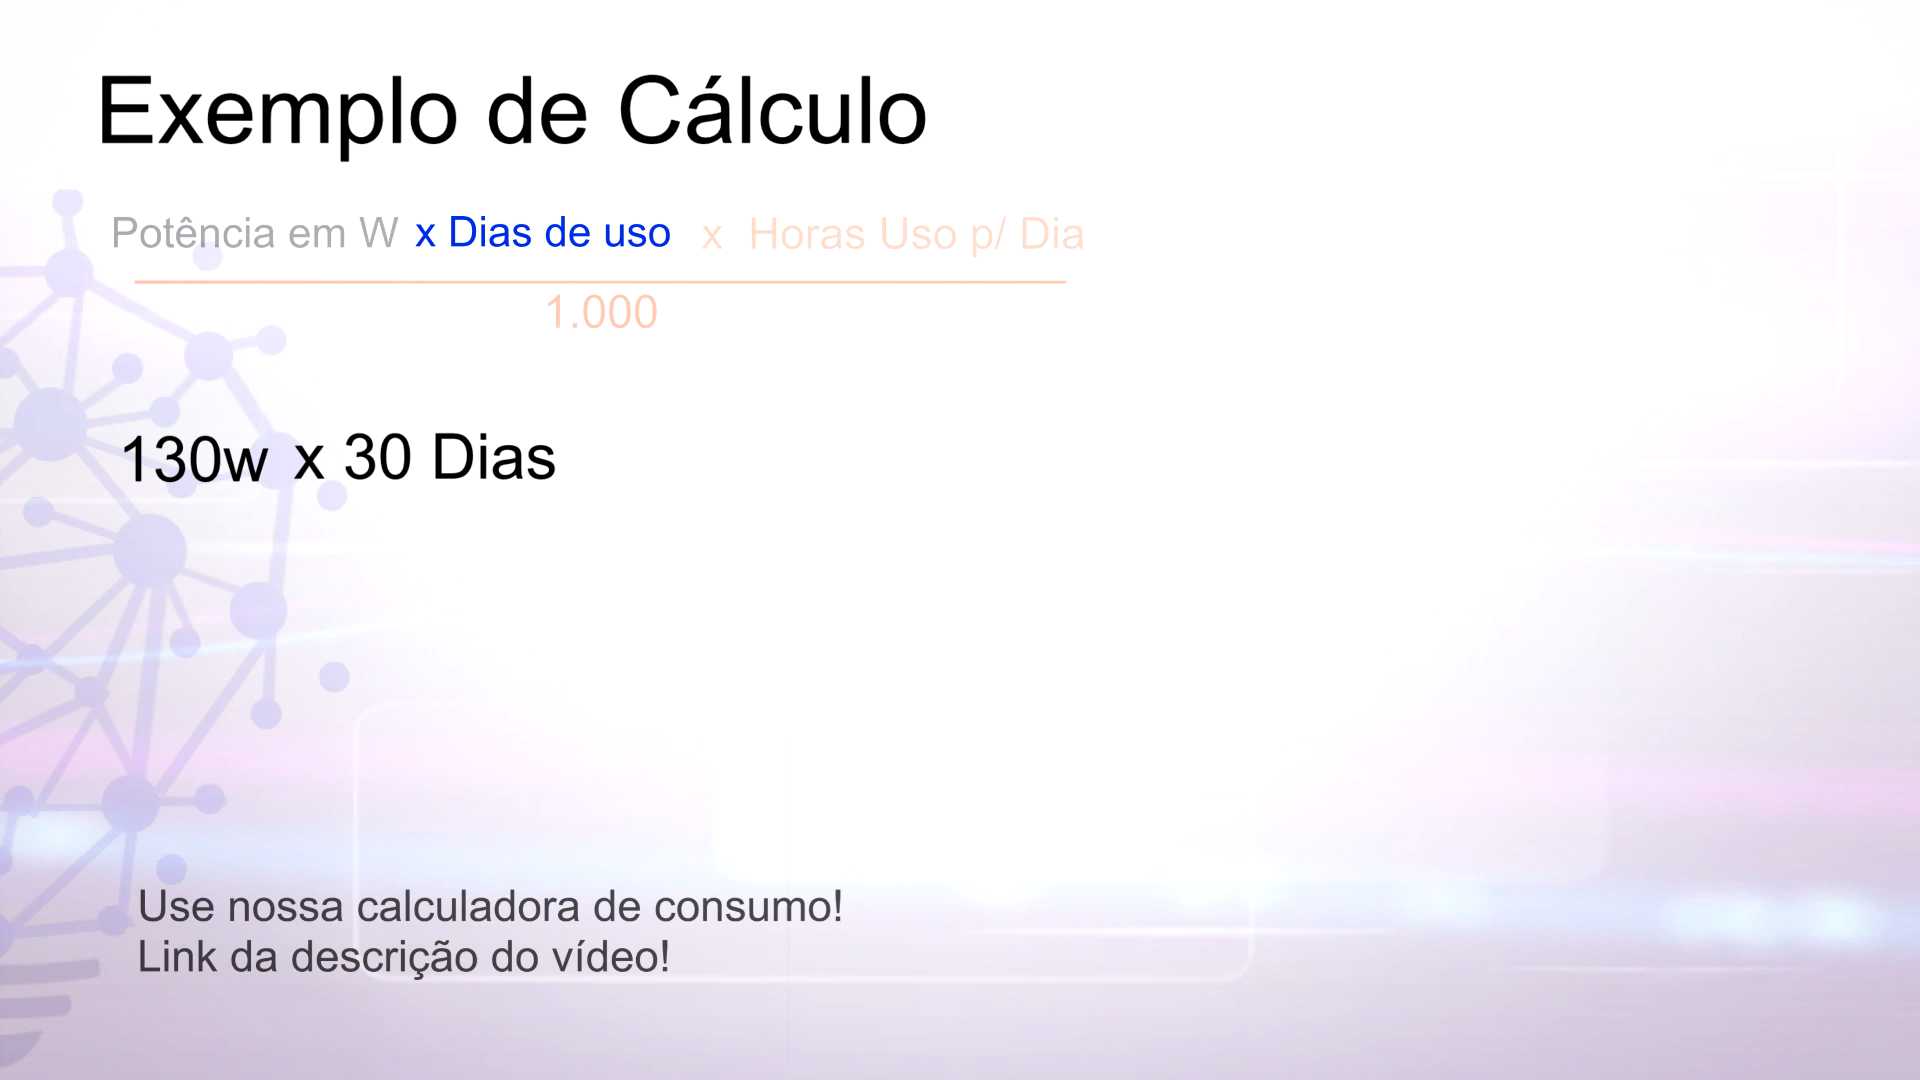 Exemplo de Cálculo
Potência em W x Dias de uso x Horas Uso p/ Dia
1.000
130w x 30 Dias
Use nossa calculadora de consumo!
Link da descrição do vídeo!